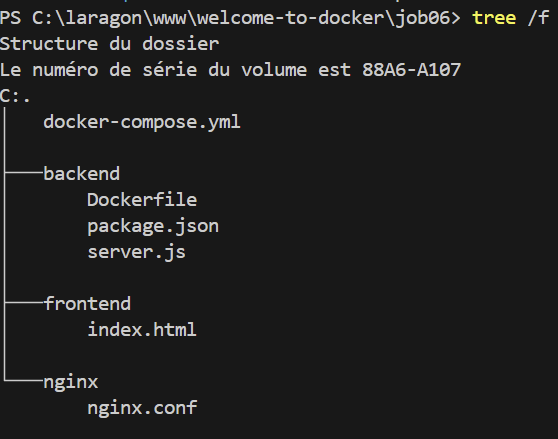 PS C:\laragon\www\welcome-to-docker\job06> tree /f
Structure du dossier
Le numéro de série du volume est 88A6-A107
C:.
│   docker-compose.yml
│
├───backend
│       Dockerfile
│       package.json
│       server.js
│
├───frontend
│       index.html
│
└───nginx
        nginx.conf